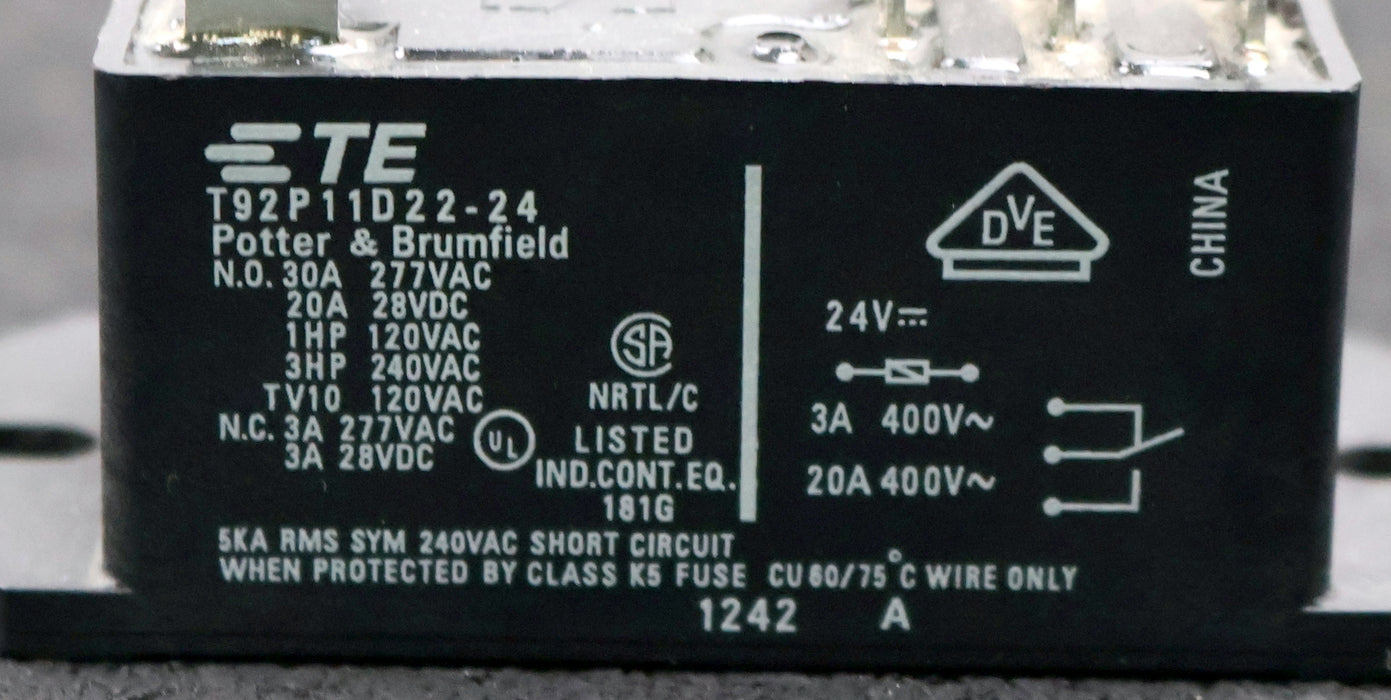 TE
T92P11D22-24
Potter & Brumfield
N.O. 30A 277VAC
20A 28VDC
1HP 120VAC
3HP 240VAC
TV10 120VAC
N.C. 3A 277VAC
3A 28VDC
UL
SA
NRTL/C
LISTED
IND.CONT.EQ.
181G
DVE
CHINA
24V⎓
3A 400V~
20A 400V~
5KA RMS SYM 240VAC SHORT CIRCUIT
WHEN PROTECTED BY CLASS K5 FUSE CU 60/75°C WIRE ONLY
1242 A